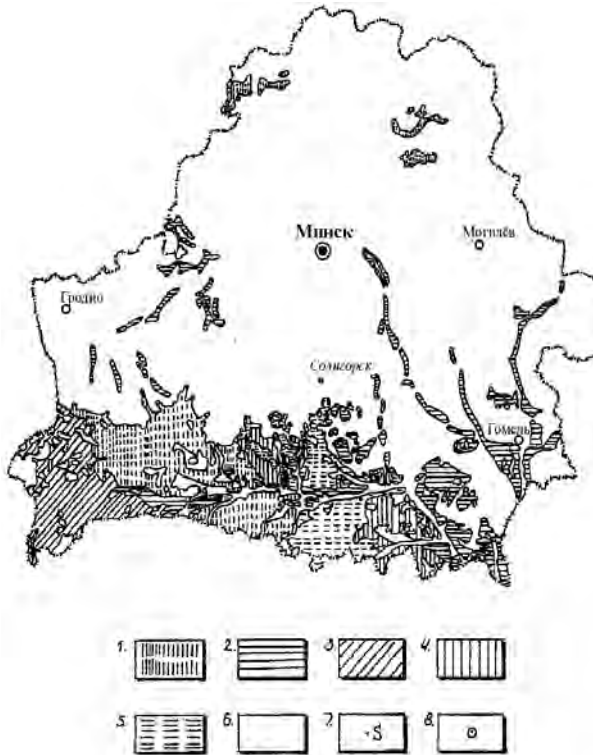 Минск
Могилёв
Гродно
Солигорск
Гомель
1. 2. 3. 4.
5. 6. 7. 8.